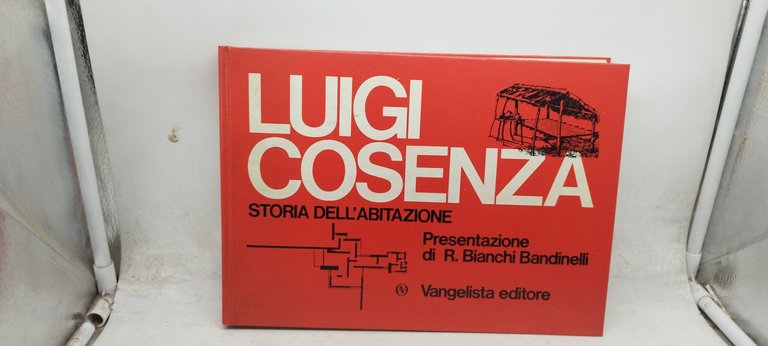 LUIGI
COSENZA
STORIA DELL'ABITAZIONE
Presentazione
di R. Bianchi Bandinelli
Vangelista editore